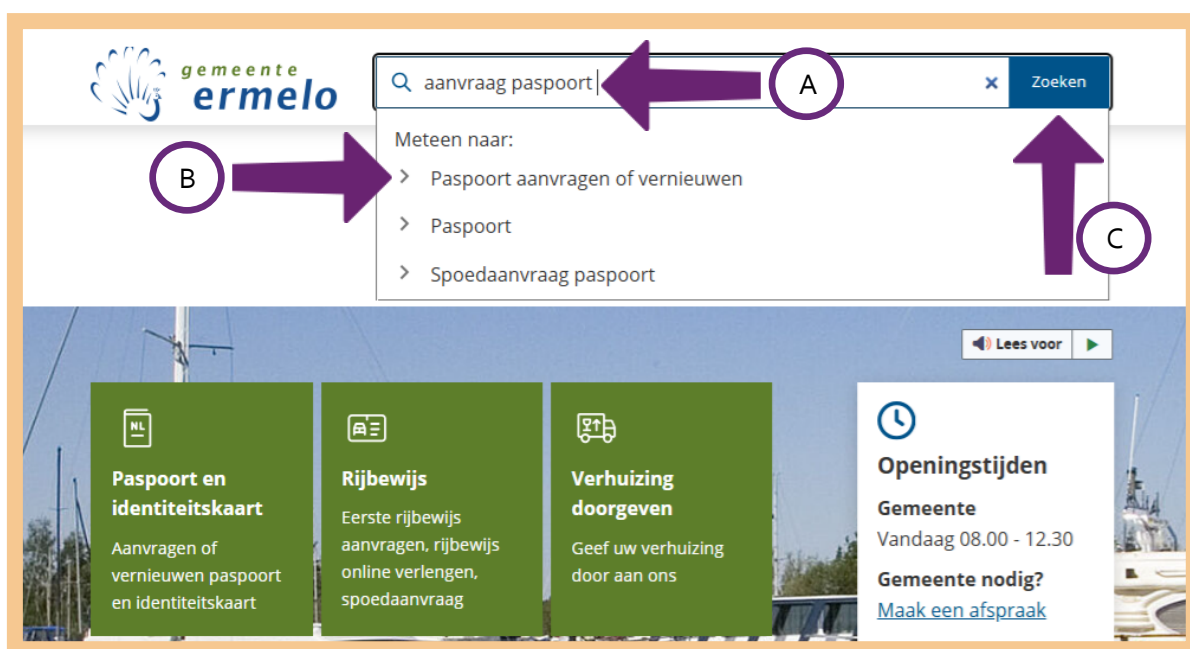 gemeente
ermelo
aanvraag paspoort
A
Zoeken
Meteen naar:
B
Paspoort aanvragen of vernieuwen
Paspoort
C
Spoedaanvraag paspoort
Lees voor
NL
Paspoort en
identiteitskaart
Aanvragen of
vernieuwen paspoort
en identiteitskaart
Rijbewijs
Eerste rijbewijs
aanvragen, rijbewijs
online verlengen,
spoedaanvraag
Verhuizing
doorgeven
Geef uw verhuizing
door aan ons
Openingstijden
Gemeente
Vandaag 08.00 - 12.30
Gemeente nodig?
Maak een afspraak